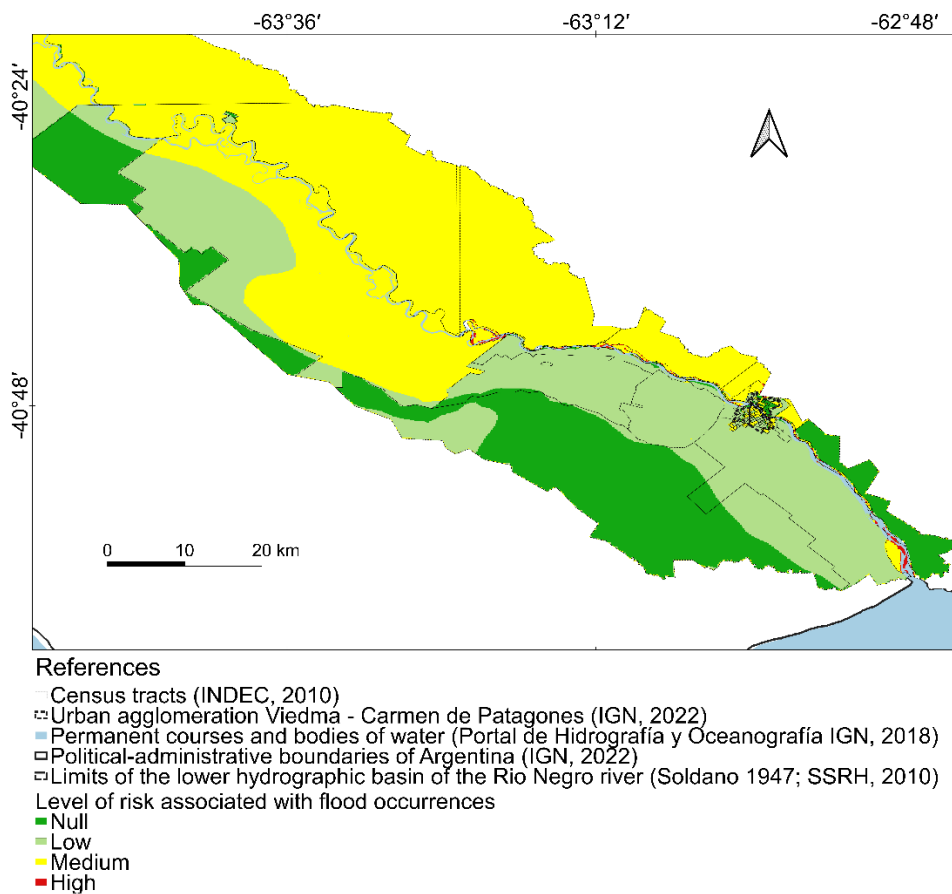 -63°36′ -63°12′ -62°48′
-40°24′
-40°48′
0 10 20 km
References
Census tracts (INDEC, 2010)
Urban agglomeration Viedma - Carmen de Patagones (IGN, 2022)
Permanent courses and bodies of water (Portal de Hidrografía y Oceanografía IGN, 2018)
Political-administrative boundaries of Argentina (IGN, 2022)
Limits of the lower hydrographic basin of the Rio Negro river (Soldano 1947; SSRH, 2010)
Level of risk associated with flood occurrences
Null
Low
Medium
High